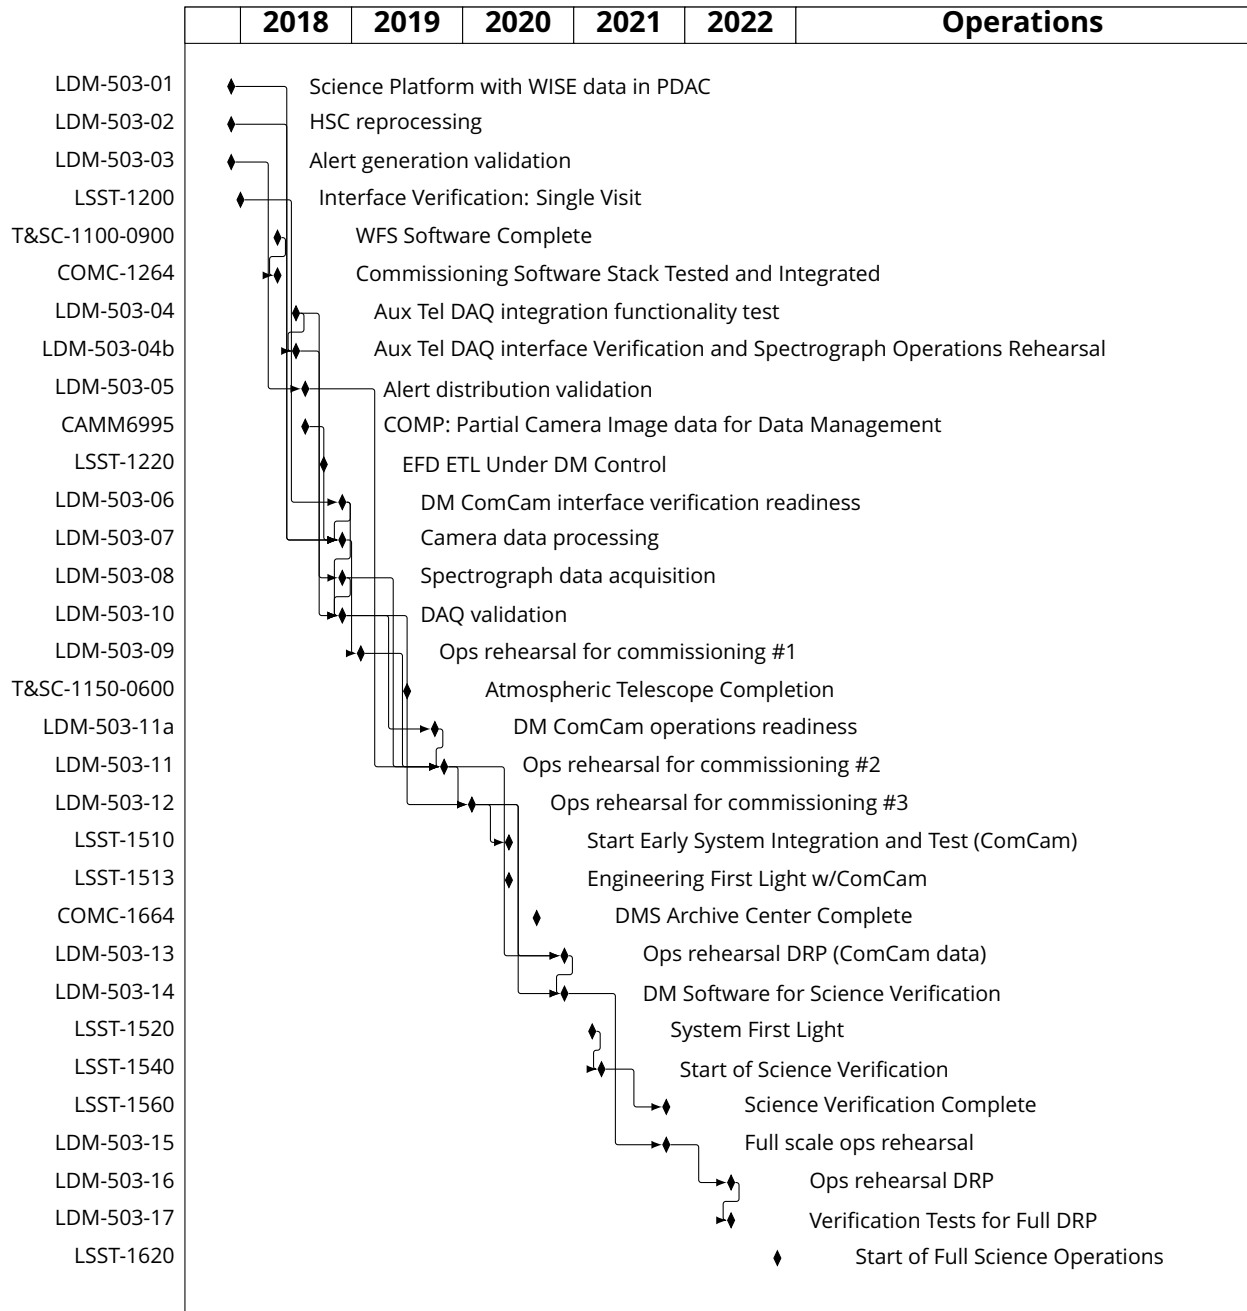 2018 2019 2020 2021 2022 Operations
LDM-503-01 Science Platform with WISE data in PDAC
LDM-503-02 HSC reprocessing
LDM-503-03 Alert generation validation
LSST-1200 Interface Verification: Single Visit
T&SC-1100-0900 WFS Software Complete
COMC-1264 Commissioning Software Stack Tested and Integrated
LDM-503-04 Aux Tel DAQ integration functionality test
LDM-503-04b Aux Tel DAQ interface Verification and Spectrograph Operations Rehearsal
LDM-503-05 Alert distribution validation
CAMM6995 COMP: Partial Camera Image data for Data Management
LSST-1220 EFD ETL Under DM Control
LDM-503-06 DM ComCam interface verification readiness
LDM-503-07 Camera data processing
LDM-503-08 Spectrograph data acquisition
LDM-503-10 DAQ validation
LDM-503-09 Ops rehearsal for commissioning #1
T&SC-1150-0600 Atmospheric Telescope Completion
LDM-503-11a DM ComCam operations readiness
LDM-503-11 Ops rehearsal for commissioning #2
LDM-503-12 Ops rehearsal for commissioning #3
LSST-1510 Start Early System Integration and Test (ComCam)
LSST-1513 Engineering First Light w/ComCam
COMC-1664 DMS Archive Center Complete
LDM-503-13 Ops rehearsal DRP (ComCam data)
LDM-503-14 DM Software for Science Verification
LSST-1520 System First Light
LSST-1540 Start of Science Verification
LSST-1560 Science Verification Complete
LDM-503-15 Full scale ops rehearsal
LDM-503-16 Ops rehearsal DRP
LDM-503-17 Verification Tests for Full DRP
LSST-1620 Start of Full Science Operations